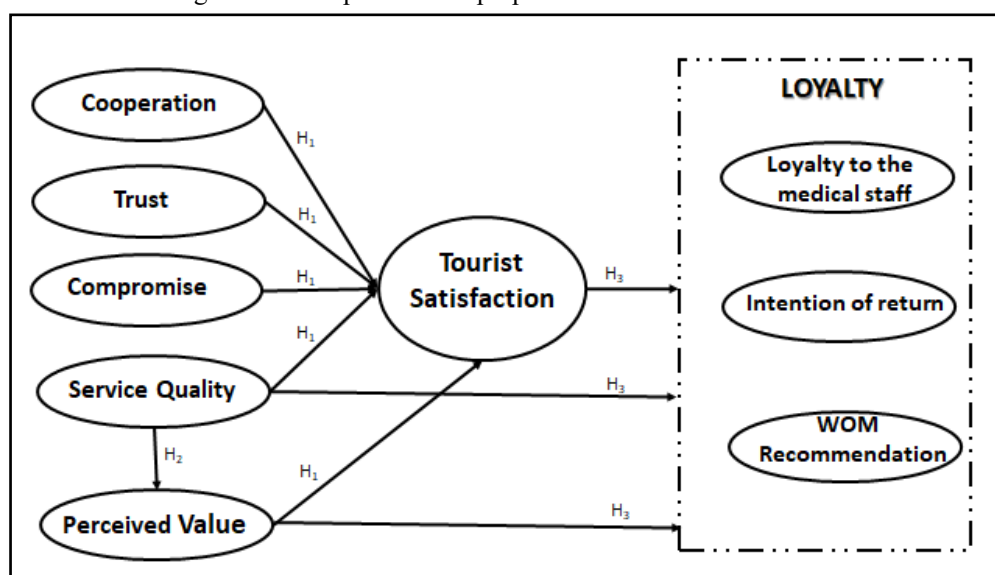 Cooperation
H₁
Trust
H₁
Compromise
H₁
Service Quality
H₁
H₂
Perceived Value
H₁
Tourist
Satisfaction
H₃
H₃
H₃
LOYALTY
Loyalty to the
medical staff
Intention of return
WOM
Recommendation